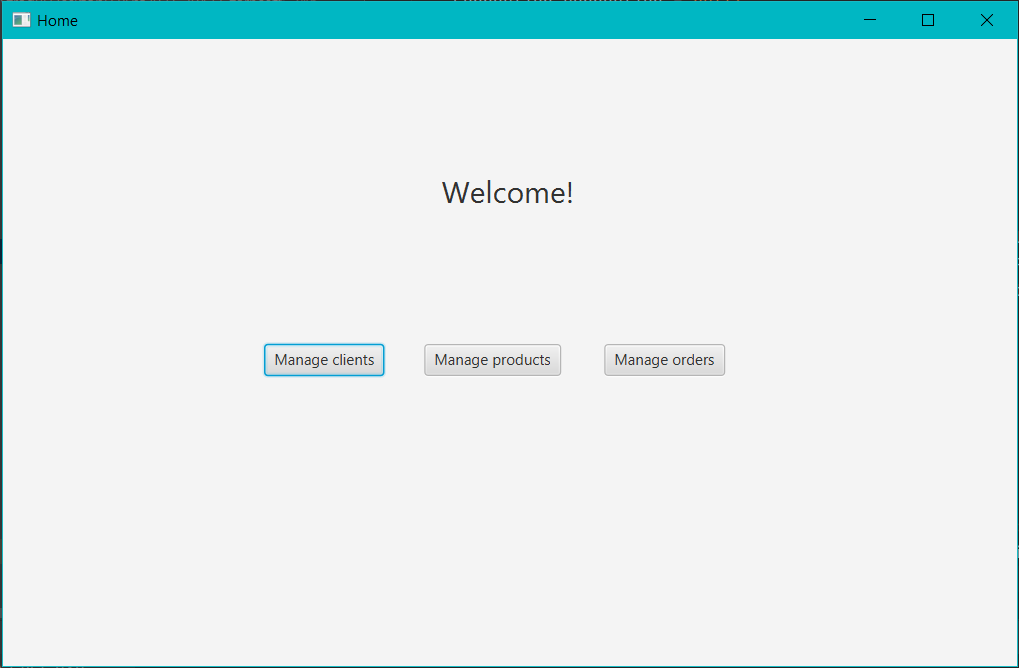 Home
Welcome!
Manage clients
Manage products
Manage orders